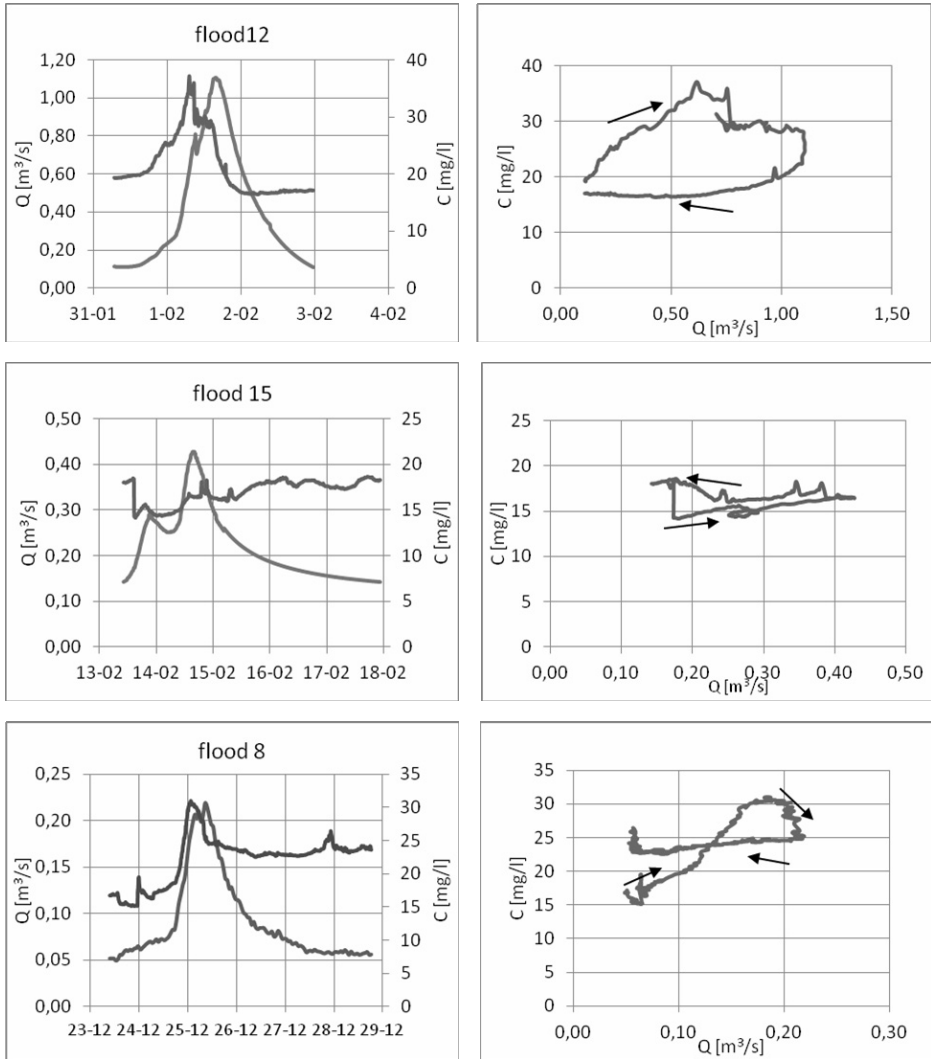 flood12
Q [m³/s]
1,20
1,00
0,80
0,60
0,40
0,20
0,00
40
30
20
10
0
C [mg/l]
31-01 1-02 2-02 3-02 4-02
C [mg/l]
40
30
20
10
0
0,00 0,50 1,00 1,50
Q [m³/s]
flood 15
Q [m³/s]
0,50
0,40
0,30
0,20
0,10
0,00
25
20
15
10
5
0
C [mg/l]
13-02 14-02 15-02 16-02 17-02 18-02
C [mg/l]
25
20
15
10
5
0
0,00 0,10 0,20 0,30 0,40 0,50
Q [m³/s]
flood 8
Q [m³/s]
0,25
0,20
0,15
0,10
0,05
0,00
35
30
25
20
15
10
5
0
C [mg/l]
23-12 24-12 25-12 26-12 27-12 28-12 29-12
C [mg/l]
35
30
25
20
15
10
5
0
0,00 0,10 0,20 0,30
Q [m³/s]